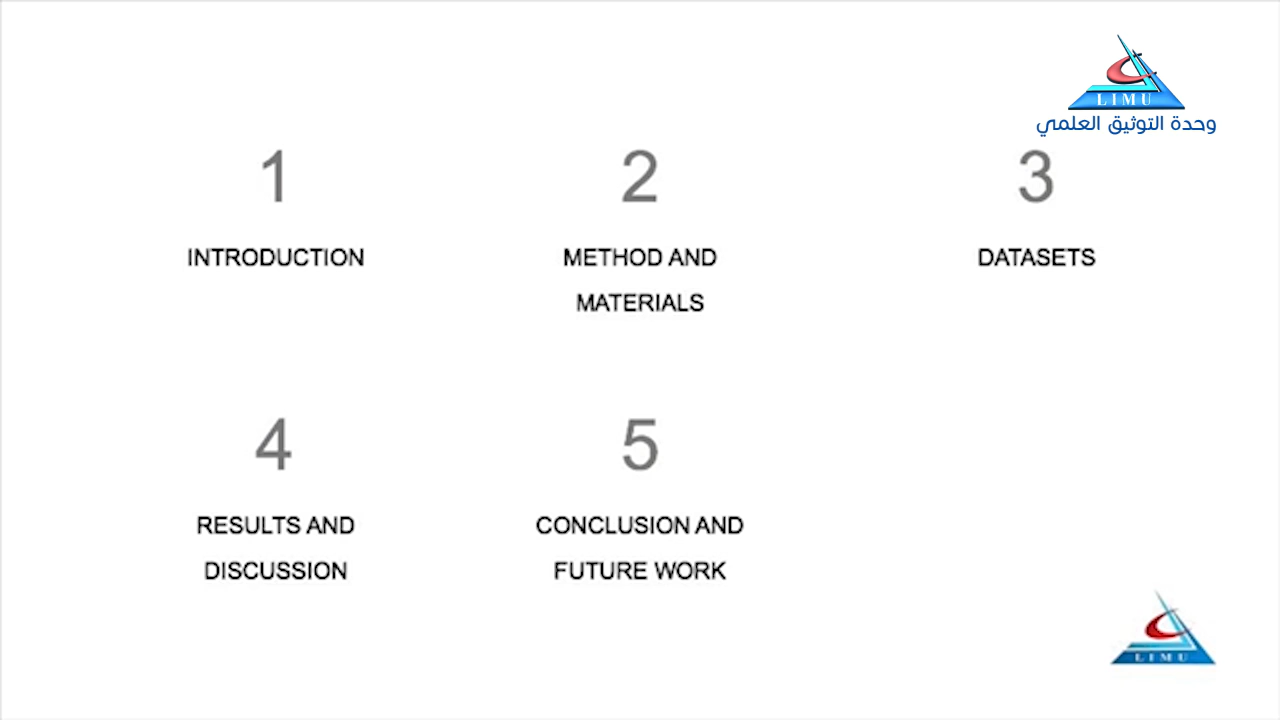 LIMU
وحدة التوثيق العلمي
1
2
3
INTRODUCTION
METHOD AND
MATERIALS
DATASETS
4
5
RESULTS AND
DISCUSSION
CONCLUSION AND
FUTURE WORK
LIMU